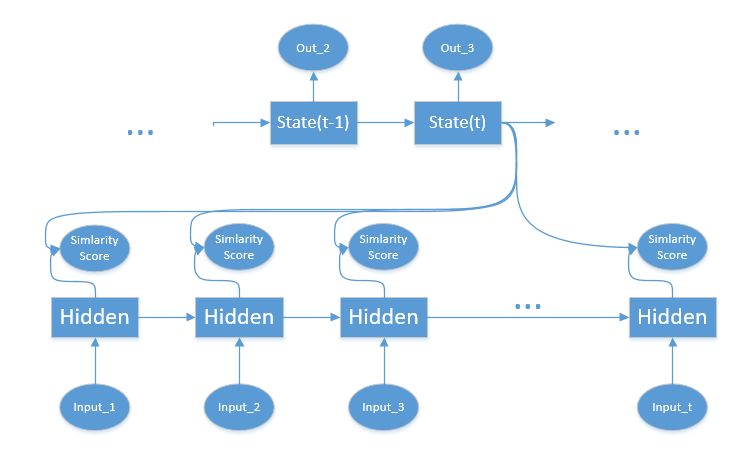 Out_2
Out_3
...
State(t-1)
State(t)
...
Simlarity
Score
Simlarity
Score
Simlarity
Score
Simlarity
Score
Hidden
Hidden
Hidden
...
Hidden
Input_1
Input_2
Input_3
Input_t